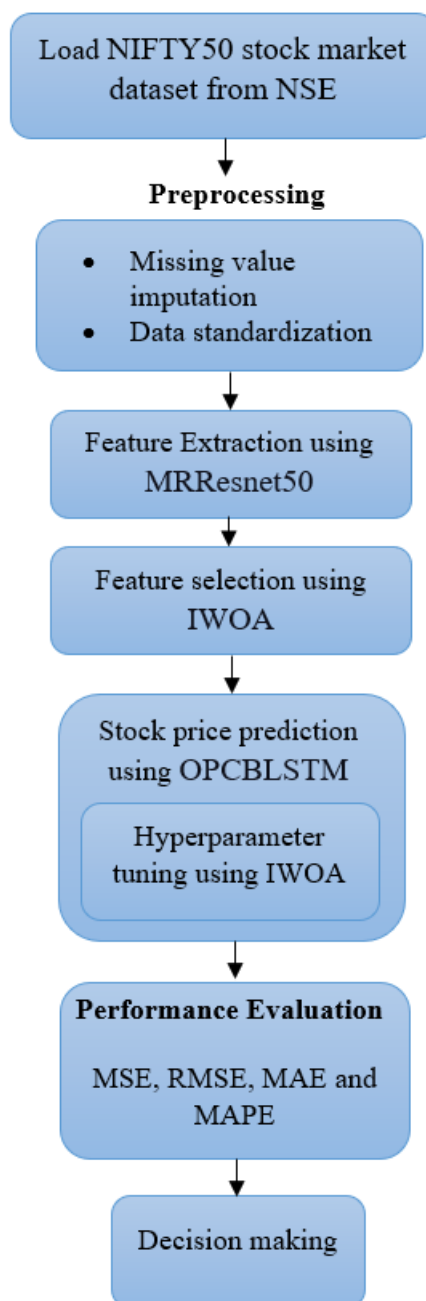 Load NIFTY50 stock market
dataset from NSE
Preprocessing
• Missing value
imputation
• Data standardization
Feature Extraction using
MRResnet50
Feature selection using
IWOA
Stock price prediction
using OPCBLSTM
Hyperparameter
tuning using IWOA
Performance Evaluation
MSE, RMSE, MAE and
MAPE
Decision making